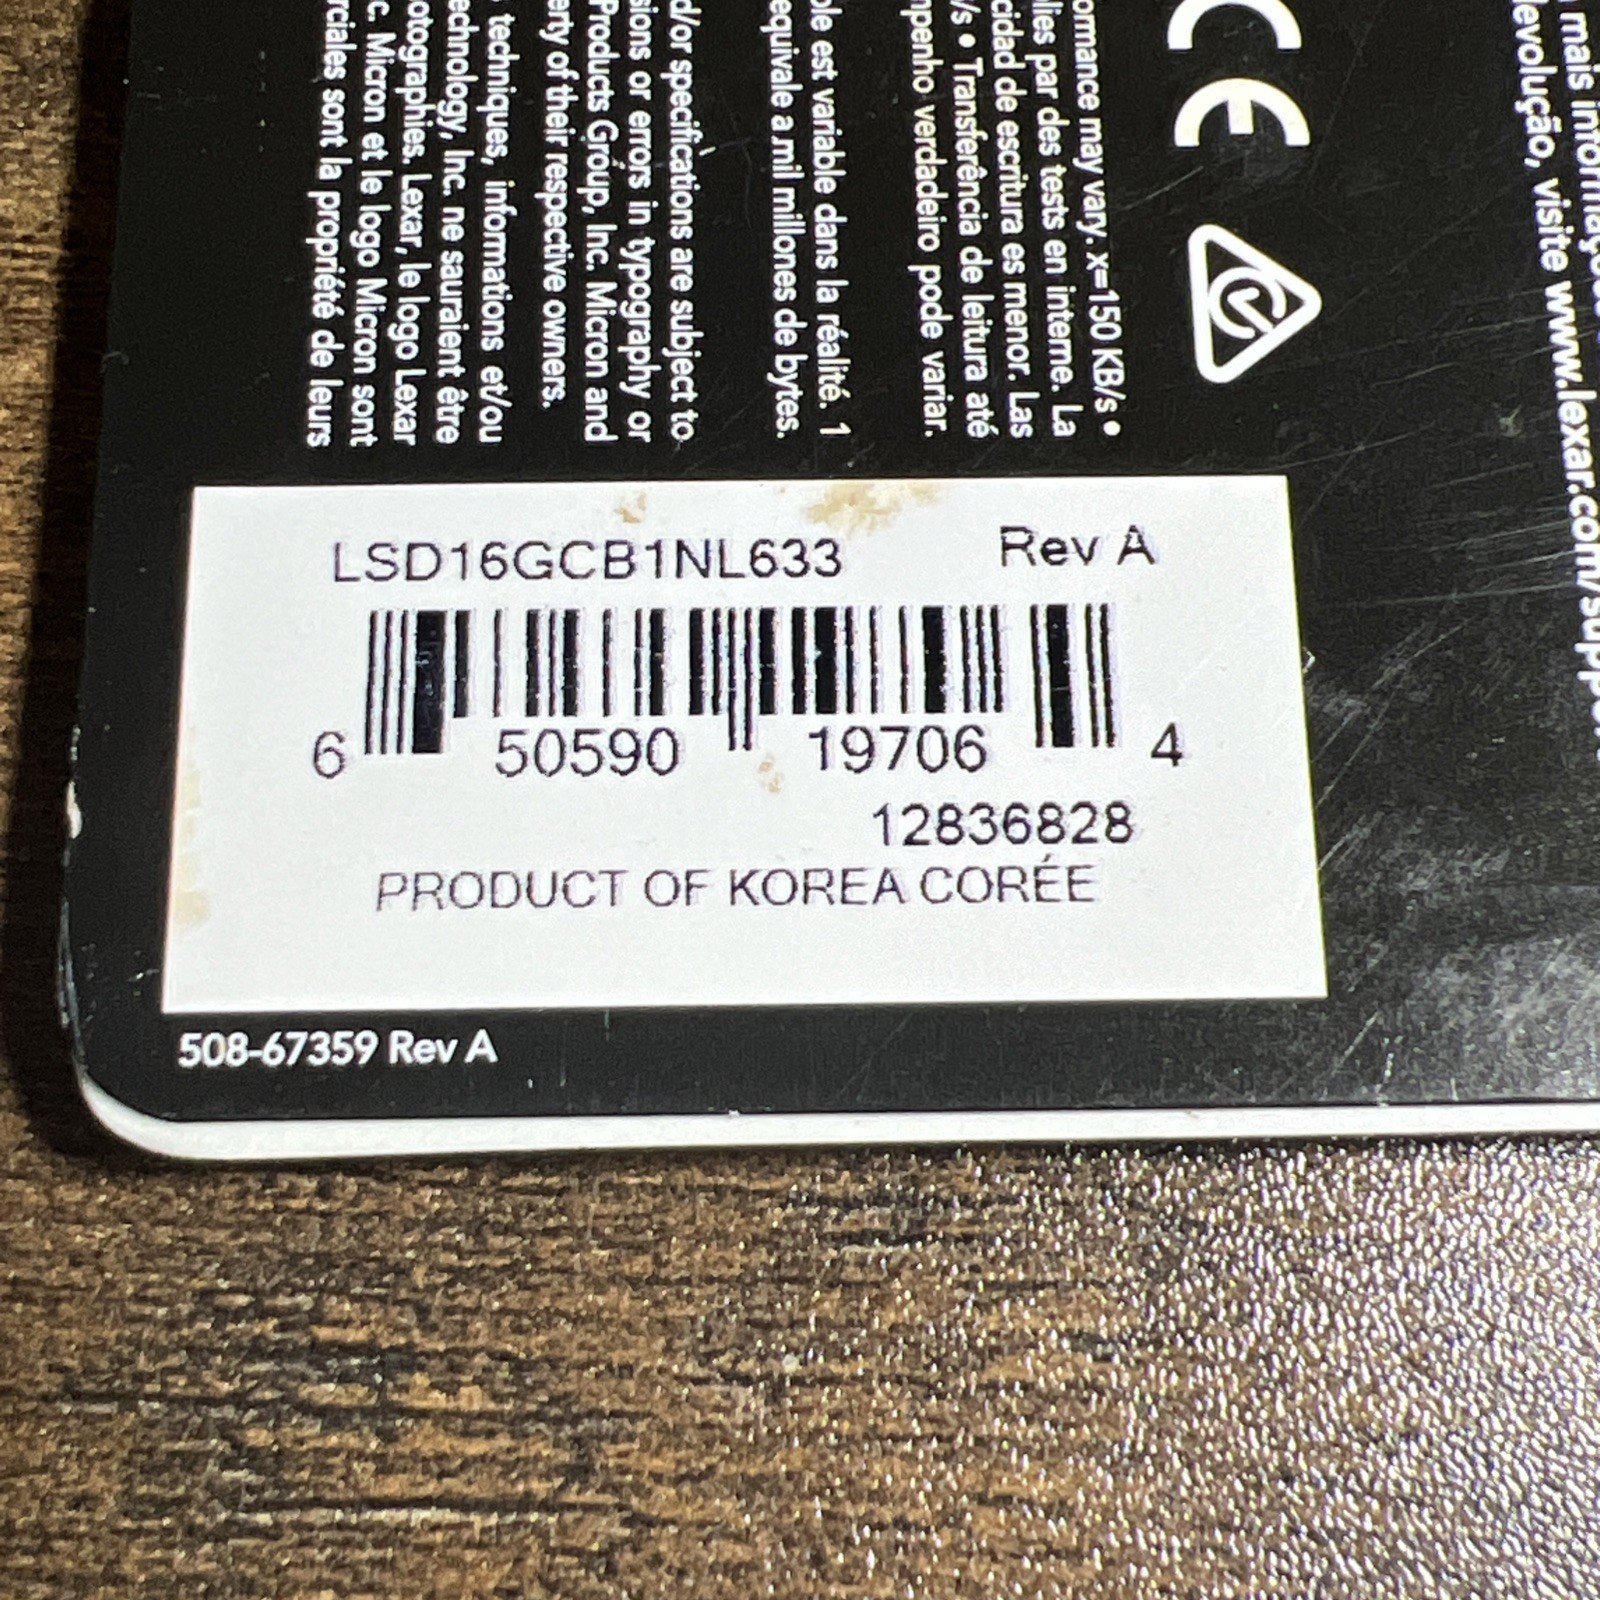 ormance may vary. x=150 KB/s •
lies par des tests en interne. La
cidad de escritura es menor. Las
/s • Transferência de leitura até
mpenho verdadeiro pode variar.
ble est variable dans la réalité. 1
equivale a mil millones de bytes.
d/or specifications are subject to
sions or errors in typography or
Products Group, Inc. Micron and
erty of their respective owners.
techniques, informations et/ou
echnology, Inc. ne sauraient être
otographies. Lexar, le logo Lexar
c. Micron et le logo Micron sont
rciales sont la propriété de leurs
CE
mais informaç
devolução, visite www.lexar.com/support
LSD16GCB1NL633 Rev A
6 50590 19706 4
12836828
PRODUCT OF KOREA CORÉE
508-67359 Rev A